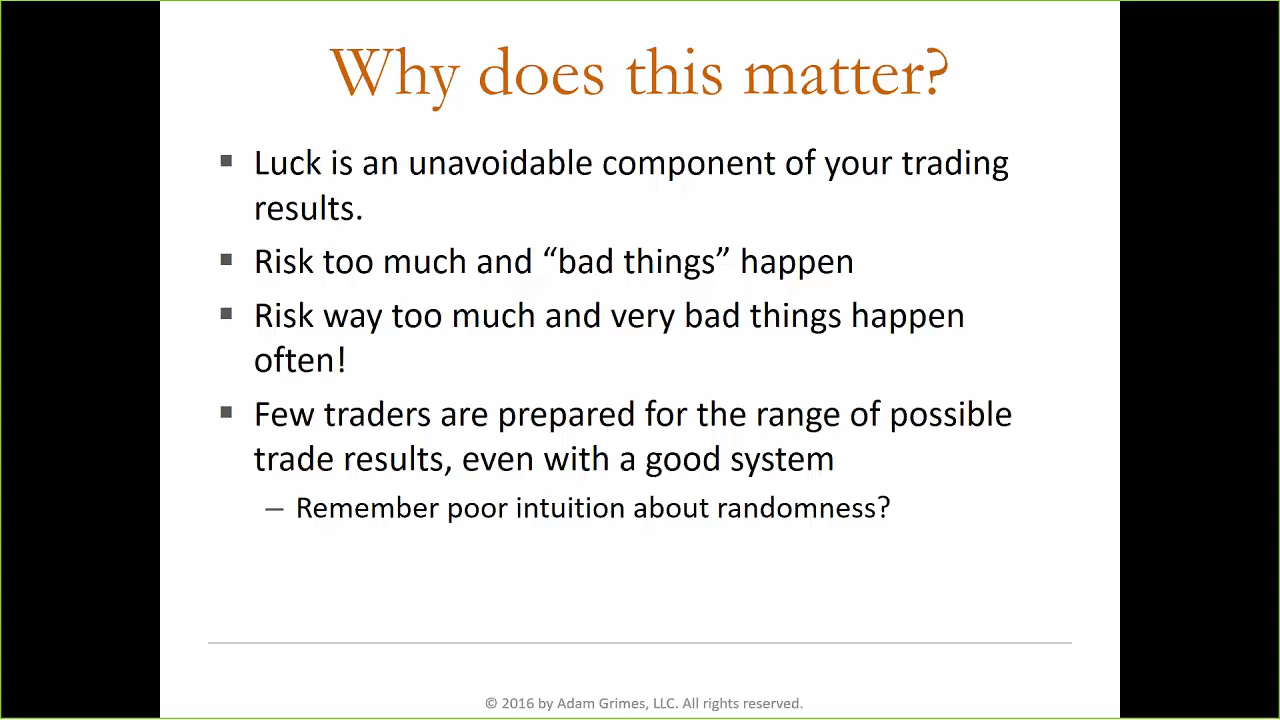 Why does this matter?
▪ Luck is an unavoidable component of your trading
results.
▪ Risk too much and “bad things” happen
▪ Risk way too much and very bad things happen
often!
▪ Few traders are prepared for the range of possible
trade results, even with a good system
– Remember poor intuition about randomness?
© 2016 by Adam Grimes, LLC. All rights reserved.